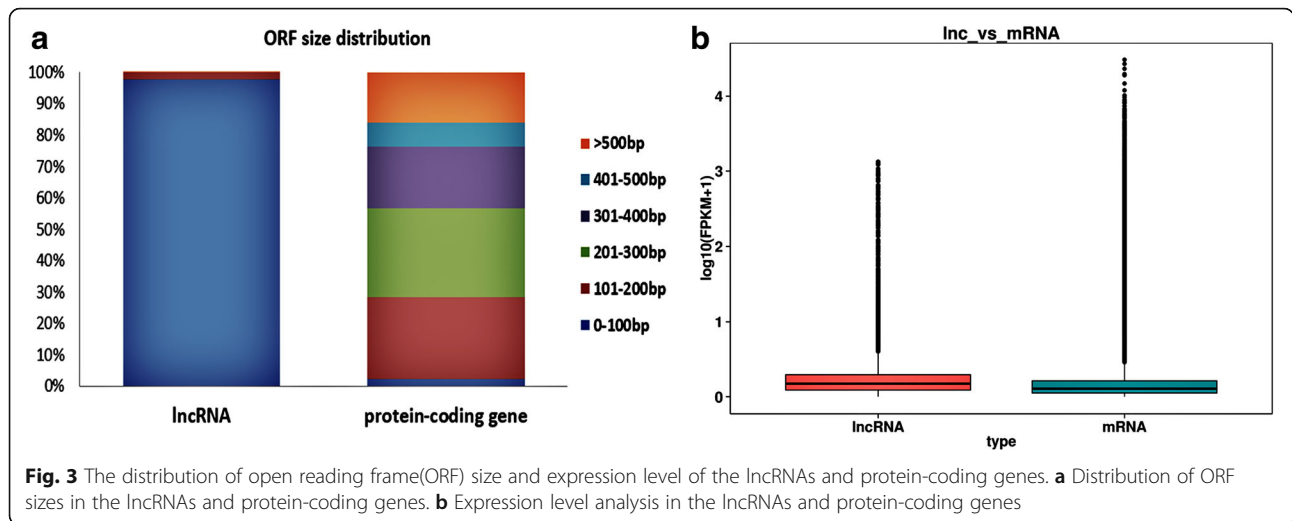 a
ORF size distribution
100%
90%
80%
70%
60%
50%
40%
30%
20%
10%
0%
lncRNA
protein-coding gene
>500bp
401-500bp
301-400bp
201-300bp
101-200bp
0-100bp
b
lnc_vs_mRNA
log10(FPKM+1)
4
3
2
1
0
lncRNA
mRNA
type
Fig. 3 The distribution of open reading frame(ORF) size and expression level of the lncRNAs and protein-coding genes. a Distribution of ORF
sizes in the lncRNAs and protein-coding genes. b Expression level analysis in the lncRNAs and protein-coding genes